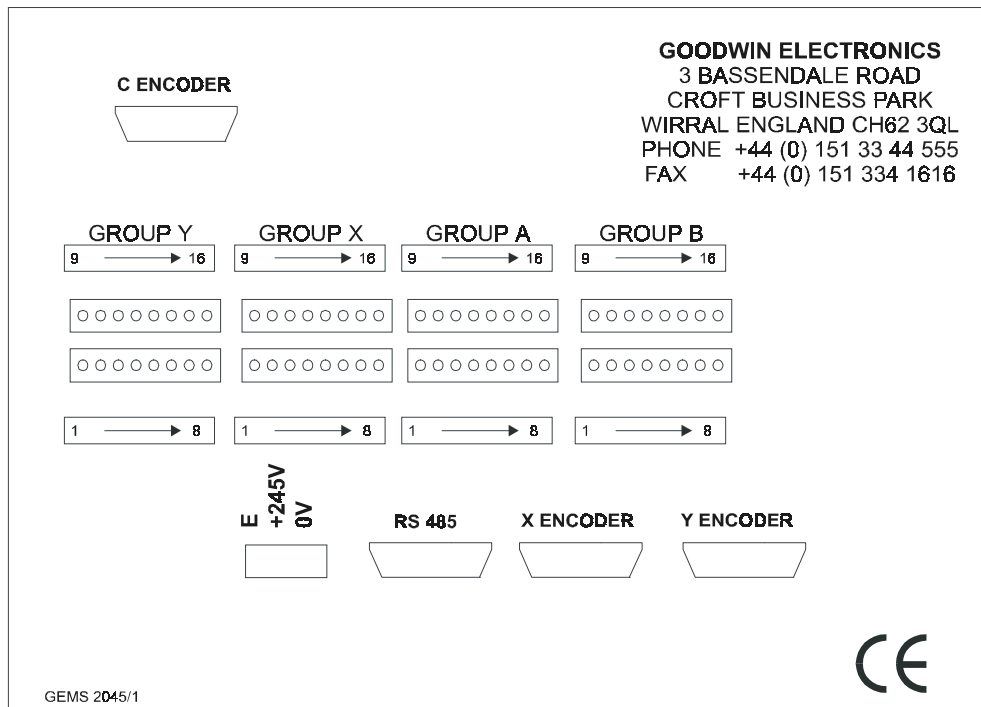 C ENCODER
GOODWIN ELECTRONICS
3 BASSENDALE ROAD
CROFT BUSINESS PARK
WIRRAL ENGLAND CH62 3QL
PHONE +44 (0) 151 33 44 555
FAX +44 (0) 151 334 1616
GROUP Y GROUP X GROUP A GROUP B
9 16 9 16 9 16 9 16
1 8 1 8 1 8 1 8
E
+245V
0V
RS 485 X ENCODER Y ENCODER
CE
GEMS 2045/1